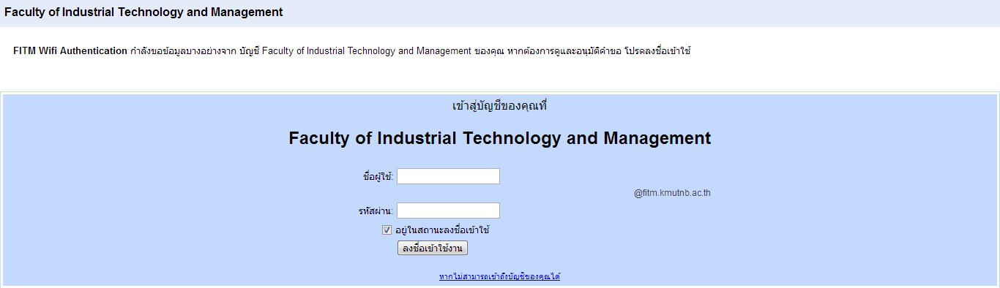 Faculty of Industrial Technology and Management
FITM Wifi Authentication กำลังขอข้อมูลบางอย่างจาก บัญชี Faculty of Industrial Technology and Management ของคุณ หากต้องการดูและอนุมัติคำขอ โปรดลงชื่อเข้าใช้
เข้าสู่บัญชีของคุณที่
Faculty of Industrial Technology and Management
ชื่อผู้ใช้:
@fitm.kmutnb.ac.th
รหัสผ่าน:
อยู่ในสถานะลงชื่อเข้าใช้
ลงชื่อเข้าใช้งาน
หากไม่สามารถเข้าถึงบัญชีของคุณได้